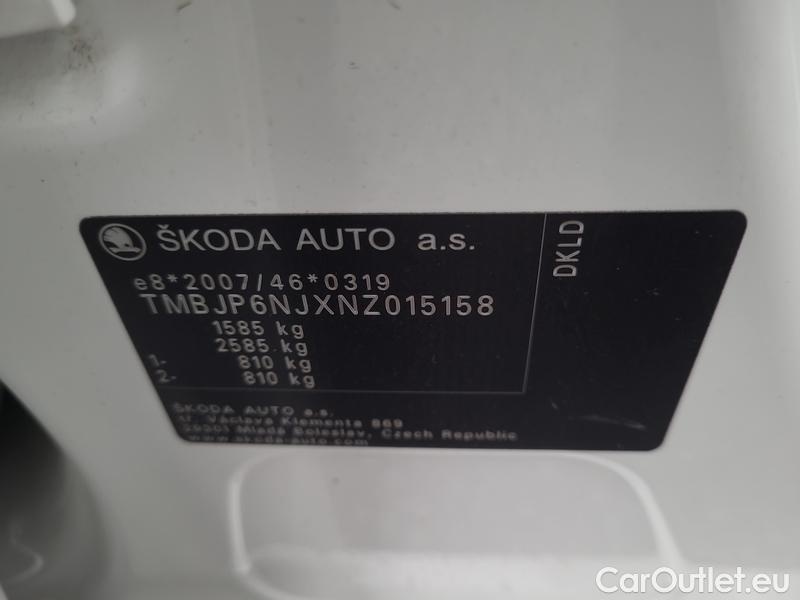 ŠKODA AUTO a.s.
DKLD
e8*2007/46*0319
TMBJP6NJXNZ015158
1585 kg
2585 kg
1- 810 kg
2- 810 kg
ŠKODA AUTO a.s.
tř. Václava Klementa 869
29301 Mladá Boleslav, Czech Republic
www.skoda-auto.com
CarOutlet.eu